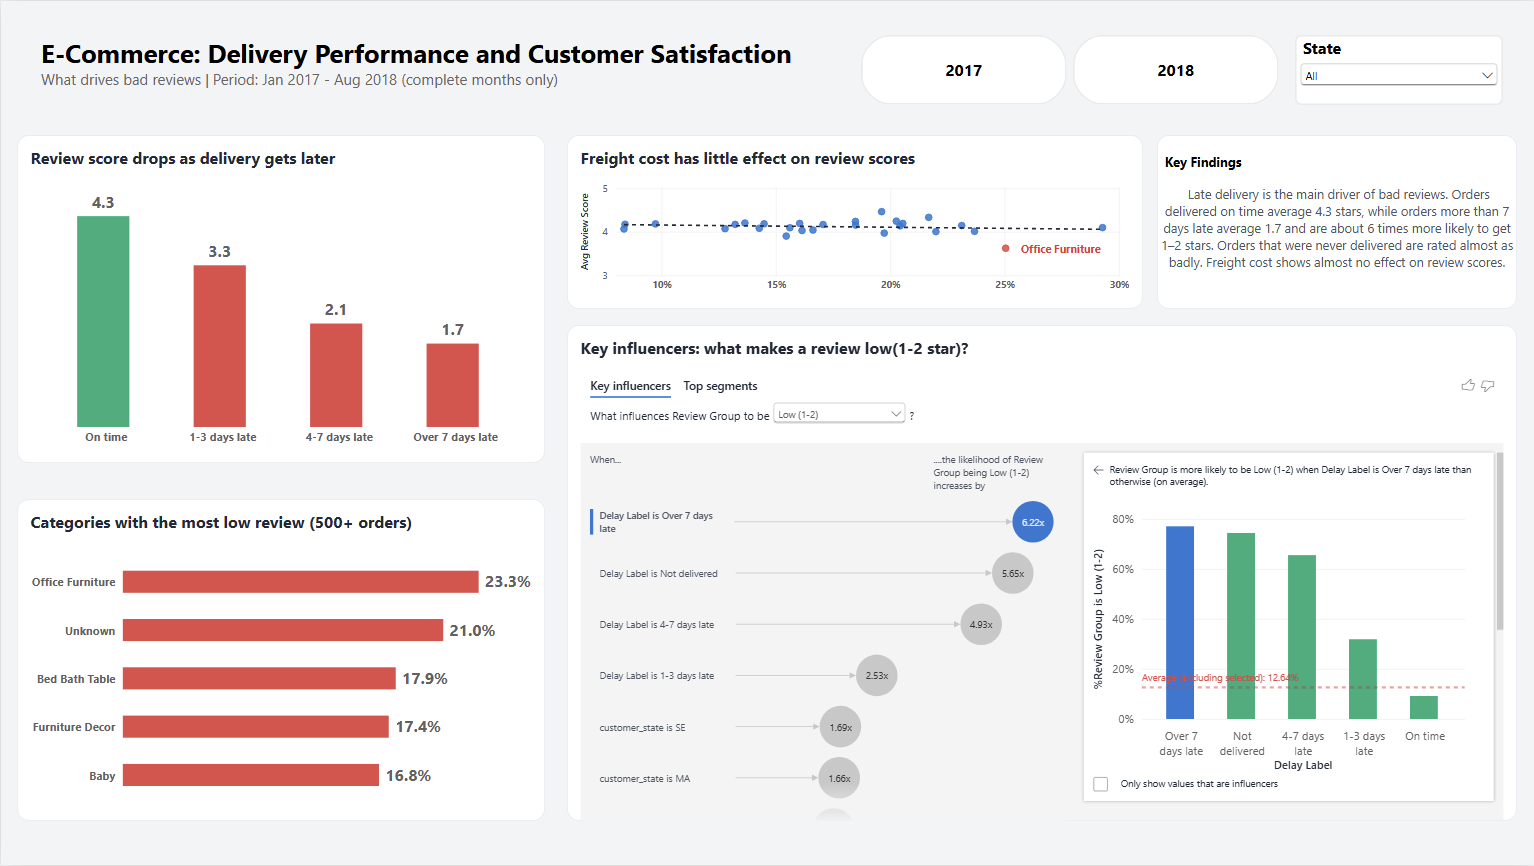 E-Commerce: Delivery Performance and Customer Satisfaction
What drives bad reviews | Period: Jan 2017 - Aug 2018 (complete months only)
2017
2018
State
All
Review score drops as delivery gets later
4.3
3.3
2.1
1.7
On time
1-3 days late
4-7 days late
Over 7 days late
Freight cost has little effect on review scores
Avg Review Score
5
4
3
Office Furniture
10%
15%
20%
25%
30%
Key Findings
Late delivery is the main driver of bad reviews. Orders
delivered on time average 4.3 stars, while orders more than 7
days late average 1.7 and are about 6 times more likely to get
1–2 stars. Orders that were never delivered are rated almost as
badly. Freight cost shows almost no effect on review scores.
Categories with the most low review (500+ orders)
Office Furniture
23.3%
Unknown
21.0%
Bed Bath Table
17.9%
Furniture Decor
17.4%
Baby
16.8%
Key influencers: what makes a review low(1-2 star)?
Key influencers
Top segments
What influences Review Group to be
Low (1-2)
?
When...
....the likelihood of Review
Group being Low (1-2)
increases by
Delay Label is Over 7 days
late
6.22x
Delay Label is Not delivered
5.65x
Delay Label is 4-7 days late
4.93x
Delay Label is 1-3 days late
2.53x
customer_state is SE
1.69x
customer_state is MA
1.66x
Review Group is more likely to be Low (1-2) when Delay Label is Over 7 days late than
otherwise (on average).
%Review Group is Low (1-2)
80%
60%
40%
20%
0%
Average (excluding selected): 12.64%
Over 7
days late
Not
delivered
4-7 days
late
1-3 days
late
On time
Delay Label
Only show values that are influencers